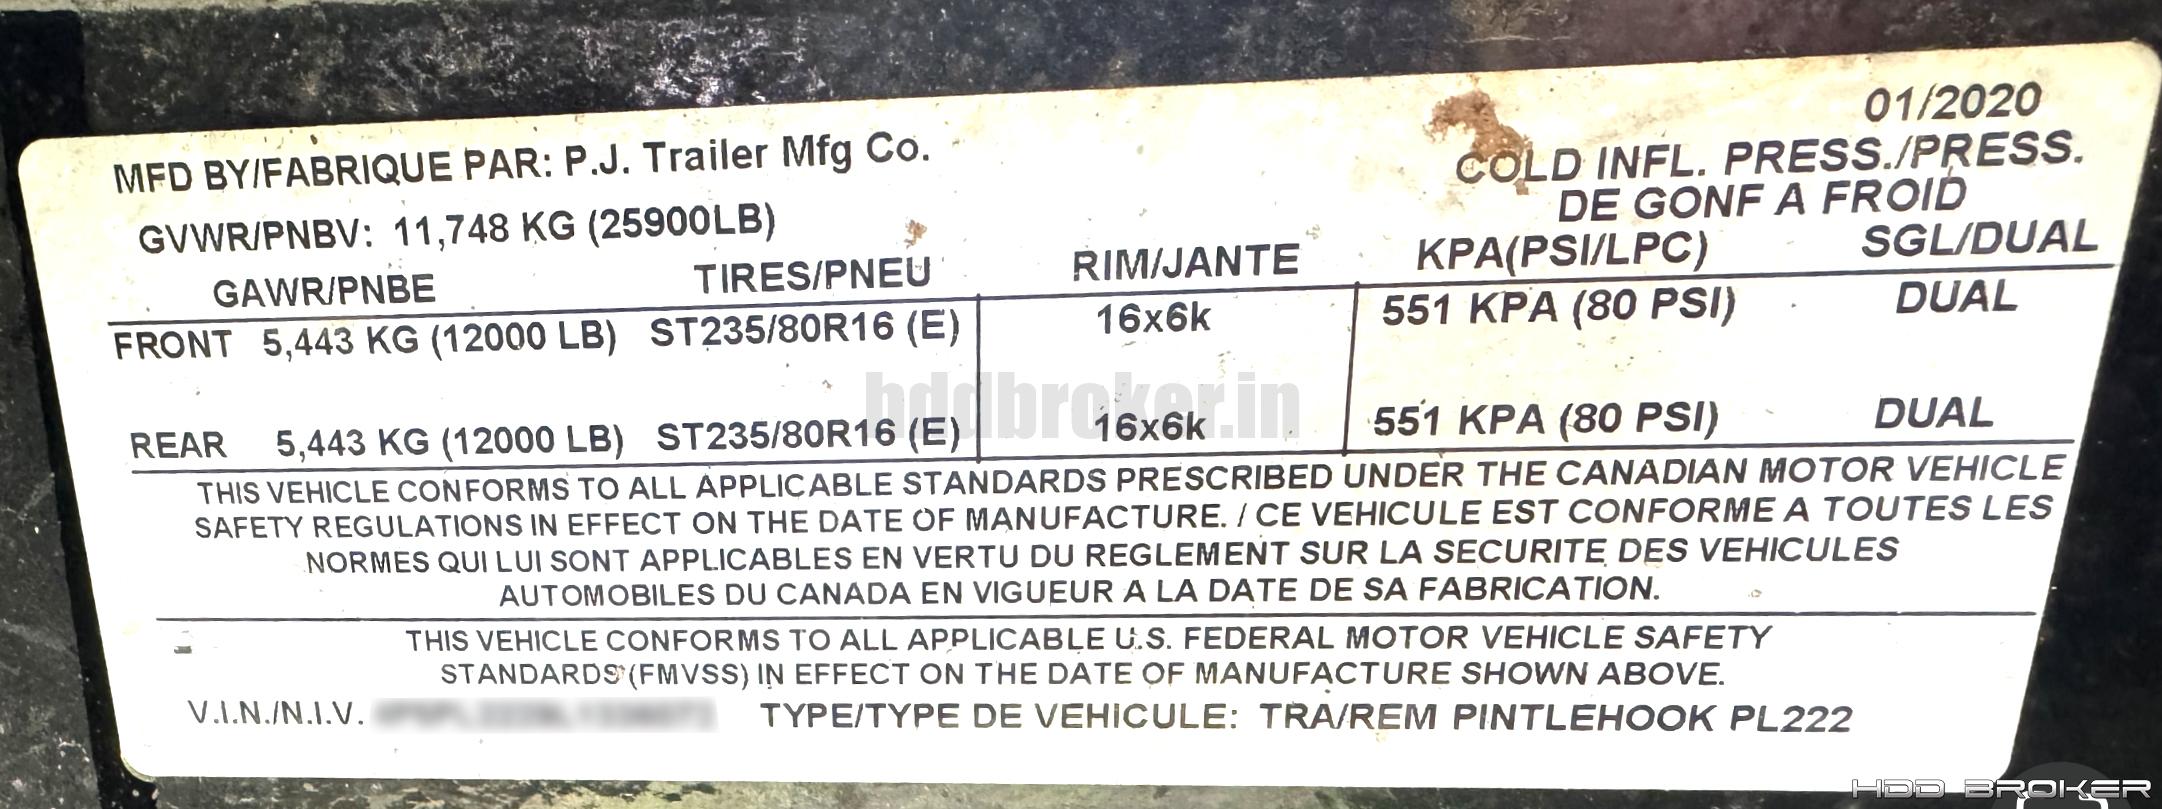 01/2020
MFD BY/FABRIQUE PAR: P.J. Trailer Mfg Co.
COLD INFL. PRESS./PRESS.
DE GONF A FROID
GVWR/PNBV: 11,748 KG (25900LB)
GAWR/PNBE TIRES/PNEU RIM/JANTE KPA(PSI/LPC) SGL/DUAL
FRONT 5,443 KG (12000 LB) ST235/80R16 (E) 16x6k 551 KPA (80 PSI) DUAL
hddbroker.in
REAR 5,443 KG (12000 LB) ST235/80R16 (E) 16x6k 551 KPA (80 PSI) DUAL
THIS VEHICLE CONFORMS TO ALL APPLICABLE STANDARDS PRESCRIBED UNDER THE CANADIAN MOTOR VEHICLE
SAFETY REGULATIONS IN EFFECT ON THE DATE OF MANUFACTURE. / CE VEHICULE EST CONFORME A TOUTES LES
NORMES QUI LUI SONT APPLICABLES EN VERTU DU REGLEMENT SUR LA SECURITE DES VEHICULES
AUTOMOBILES DU CANADA EN VIGUEUR A LA DATE DE SA FABRICATION.
THIS VEHICLE CONFORMS TO ALL APPLICABLE U.S. FEDERAL MOTOR VEHICLE SAFETY
STANDARDS (FMVSS) IN EFFECT ON THE DATE OF MANUFACTURE SHOWN ABOVE.
V.I.N./N.I.V. TYPE/TYPE DE VEHICULE: TRA/REM PINTLEHOOK PL222
HDD BROKER